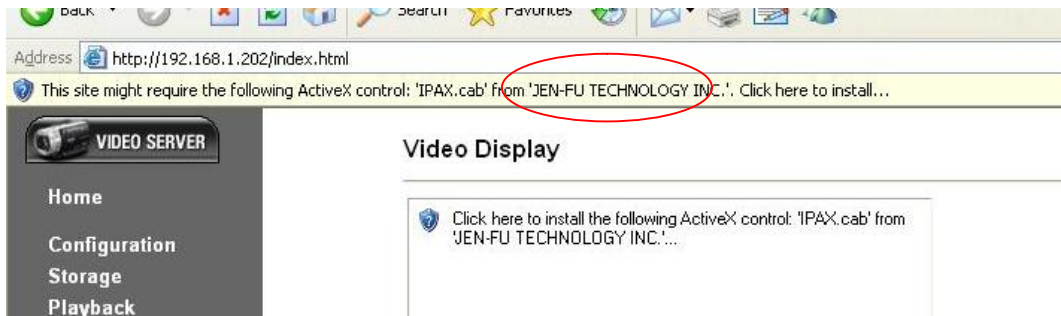 Back Search Favorites
Address http://192.168.1.202/index.html
This site might require the following ActiveX control: 'IPAX.cab' from 'JEN-FU TECHNOLOGY INC.'. Click here to install...
VIDEO SERVER
Video Display
Home
Click here to install the following ActiveX control: 'IPAX.cab' from
'JEN-FU TECHNOLOGY INC.'...
Configuration
Storage
Playback